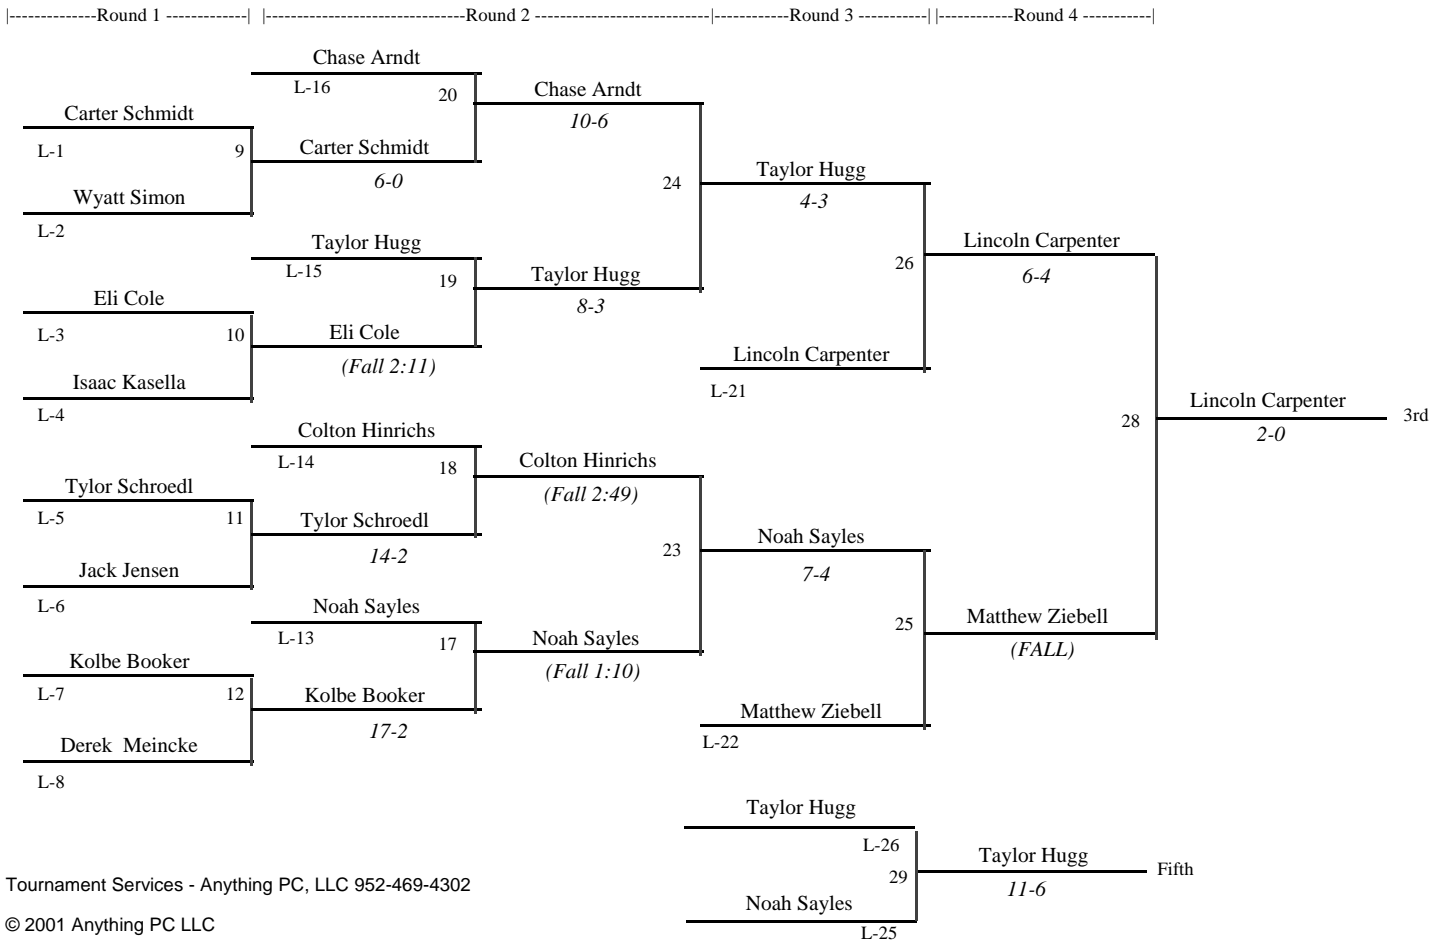 |-------------Round 1 -------------| |-----------------------------Round 2 -------------------------|-----------Round 3 ----------| |-----------Round 4 ----------|
Chase Arndt
L-16
20
Chase Arndt
10-6
Carter Schmidt
L-1
9
Carter Schmidt
6-0
Wyatt Simon
L-2
24
Taylor Hugg
4-3
Taylor Hugg
L-15
19
Taylor Hugg
8-3
26
Lincoln Carpenter
6-4
Eli Cole
L-3
10
Eli Cole
(Fall 2:11)
Isaac Kasella
L-4
Lincoln Carpenter
L-21
28
Lincoln Carpenter
2-0
3rd
Colton Hinrichs
L-14
18
Colton Hinrichs
(Fall 2:49)
Tylor Schroedl
L-5
11
Tylor Schroedl
14-2
Jack Jensen
L-6
23
Noah Sayles
7-4
Noah Sayles
L-13
17
Noah Sayles
(Fall 1:10)
25
Matthew Ziebell
(FALL)
Kolbe Booker
L-7
12
Kolbe Booker
17-2
Derek  Meincke
L-8
Matthew Ziebell
L-22
Taylor Hugg
L-26
29
Taylor Hugg
11-6
Fifth
Noah Sayles
L-25
Tournament Services - Anything PC, LLC 952-469-4302
© 2001 Anything PC LLC